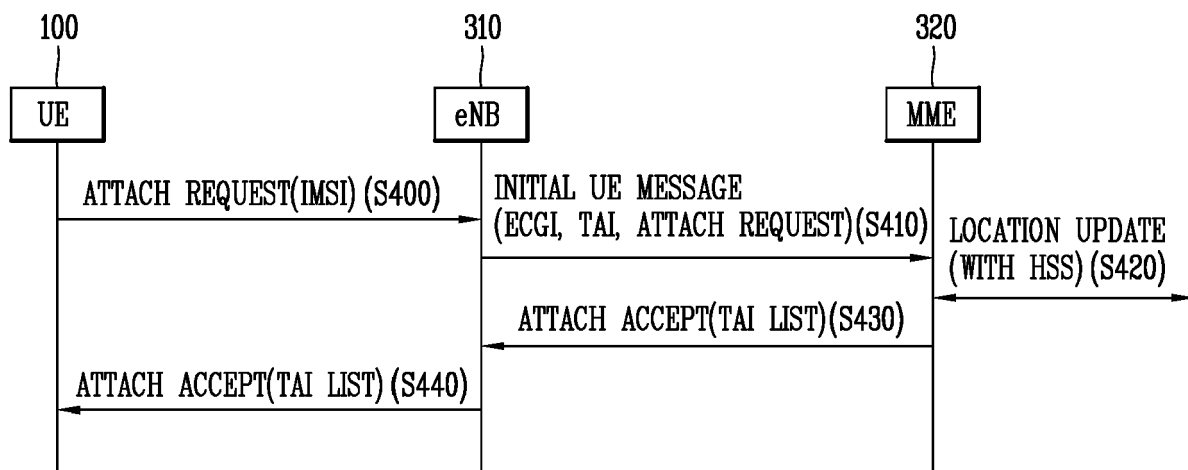 100
310
320
UE
eNB
MME
ATTACH REQUEST(IMSI)(S400)
INITIAL UE MESSAGE
(ECGI, TAI, ATTACH REQUEST)(S410)
LOCATION UPDATE
(WITH HSS)(S420)
ATTACH ACCEPT(TAI LIST)(S430)
ATTACH ACCEPT(TAI LIST)(S440)